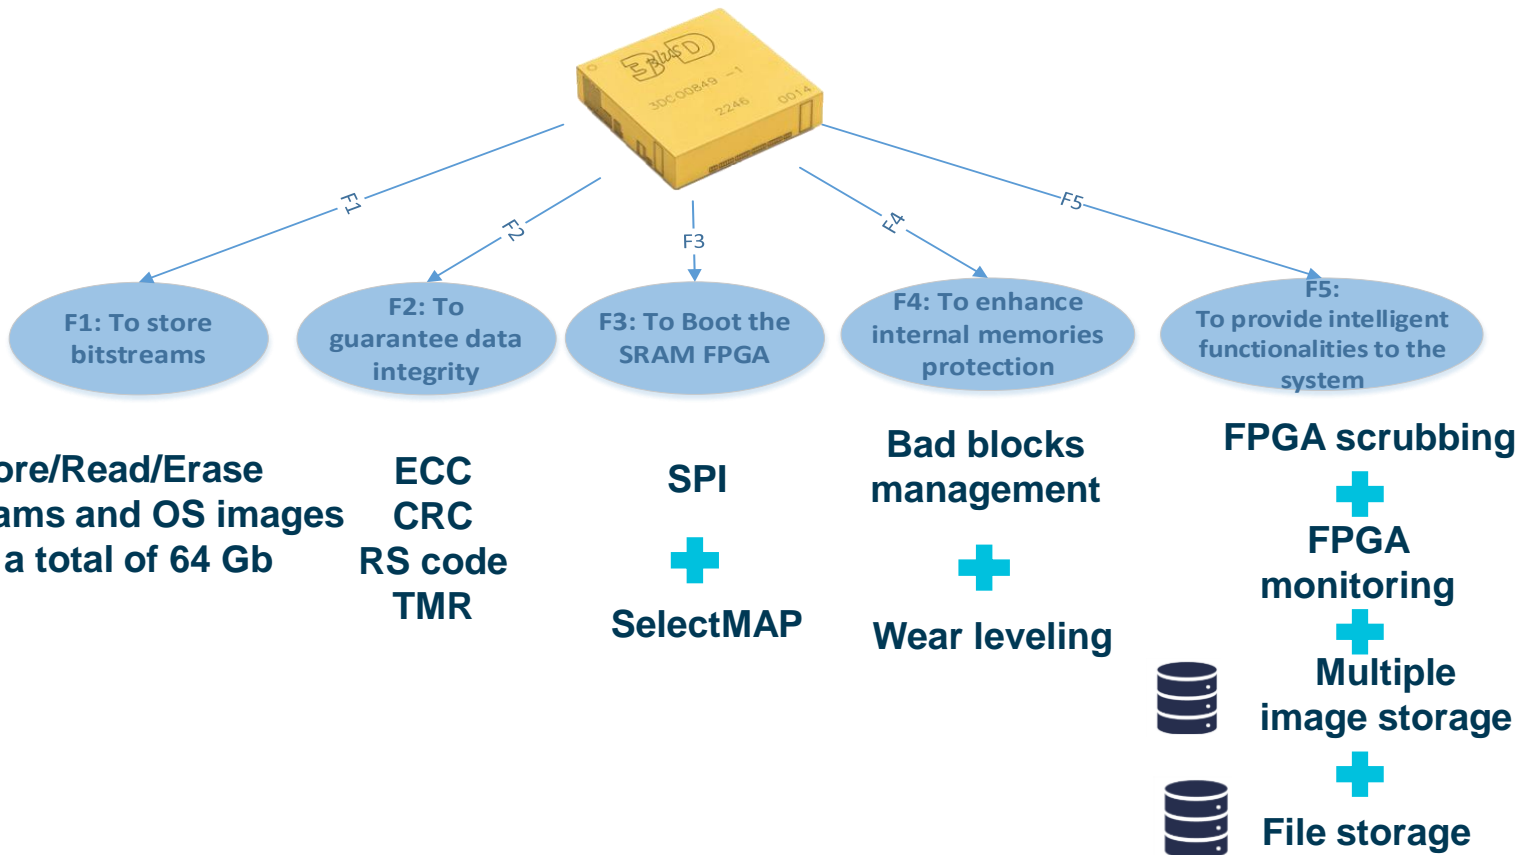 3D plus
3DC00849 -1
2246 0014
F1
F2
F3
F4
F5
F1: To store
bitstreams
F2: To
guarantee data
integrity
F3: To Boot the
SRAM FPGA
F4: To enhance
internal memories
protection
F5:
To provide intelligent
functionalities to the
system
ore/Read/Erase
ams and OS images
a total of 64 Gb
ECC
CRC
RS code
TMR
SPI
SelectMAP
Bad blocks
management
Wear leveling
FPGA scrubbing
FPGA
monitoring
Multiple
image storage
File storage